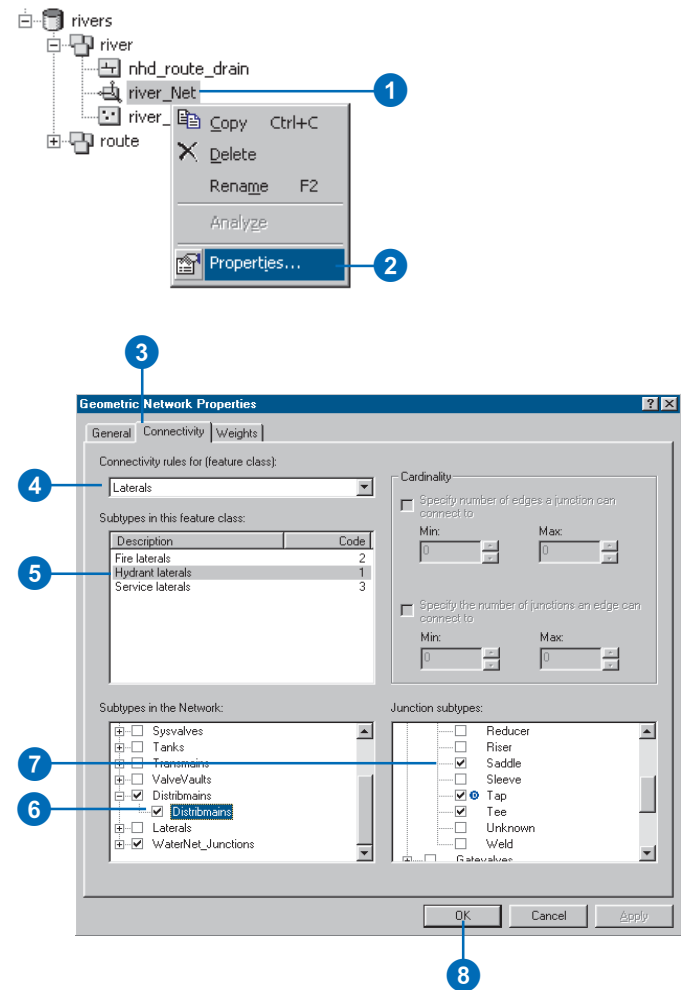 rivers
river
nhd_route_drain
river_Net
1
river_
Copy Ctrl+C
route
Delete
Rename F2
Analyze
Properties...
2
3
Geometric Network Properties
General Connectivity Weights
Connectivity rules for (feature class):
4
Laterals
Subtypes in this feature class:
Description Code
Fire laterals 2
5
Hydrant laterals 1
Service laterals 3
Cardinality
Specify number of edges a junction can
connect to
Min: Max:
0 0
Specify the number of junctions an edge can
connect to
Min: Max:
0 0
Subtypes in the Network:
Sysvalves
Tanks
7
Transmains
ValveVaults
Distribmains
6
Distribmains
Laterals
WaterNet_Junctions
Junction subtypes:
Reducer
Riser
Saddle
Sleeve
Tap
Tee
Unknown
Weld
Gatevalves
OK Cancel Apply
8